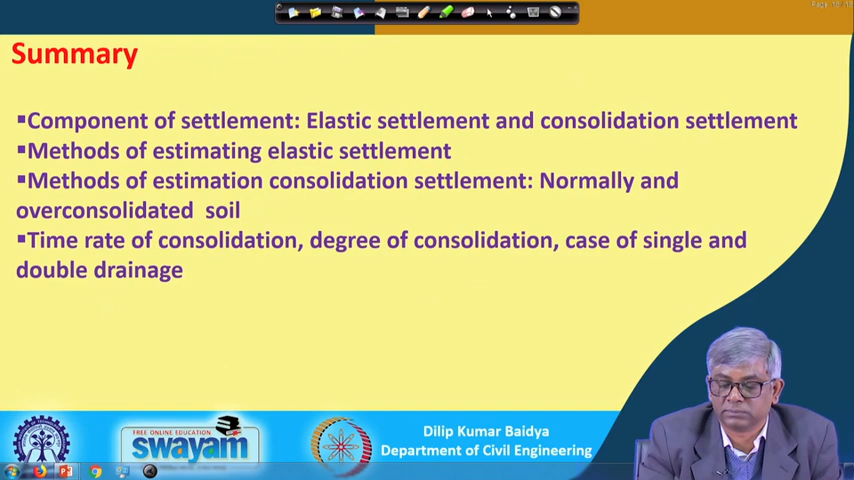 Summary
▪Component of settlement: Elastic settlement and consolidation settlement
▪Methods of estimating elastic settlement
▪Methods of estimation consolidation settlement: Normally and
overconsolidated soil
▪Time rate of consolidation, degree of consolidation, case of single and
double drainage
FREE ONLINE EDUCATION
swayam
Dilip Kumar Baidya
Department of Civil Engineering